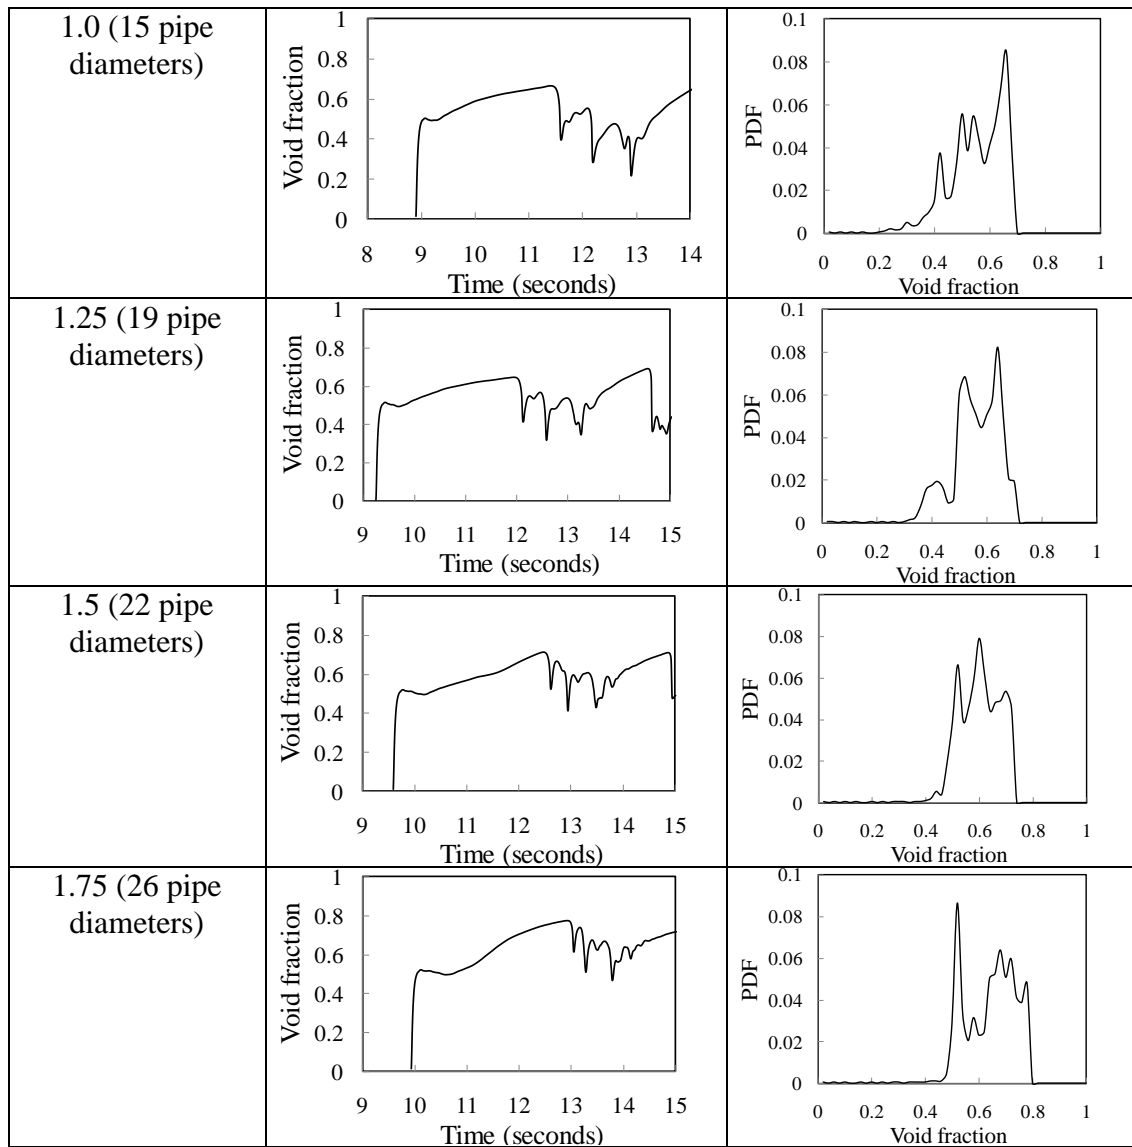 1.0 (15 pipe
diameters)
Void fraction
1
0.8
0.6
0.4
0.2
0
8 9 10 11 12 13 14
Time (seconds)
PDF
0.1
0.08
0.06
0.04
0.02
0
0 0.2 0.4 0.6 0.8 1
Void fraction
1.25 (19 pipe
diameters)
Void fraction
1
0.8
0.6
0.4
0.2
0
9 10 11 12 13 14 15
Time (seconds)
PDF
0.1
0.08
0.06
0.04
0.02
0
0 0.2 0.4 0.6 0.8 1
Void fraction
1.5 (22 pipe
diameters)
Void fraction
1
0.8
0.6
0.4
0.2
0
9 10 11 12 13 14 15
Time (seconds)
PDF
0.1
0.08
0.06
0.04
0.02
0
0 0.2 0.4 0.6 0.8 1
Void fraction
1.75 (26 pipe
diameters)
Void fraction
1
0.8
0.6
0.4
0.2
0
9 10 11 12 13 14 15
Time (seconds)
PDF
0.1
0.08
0.06
0.04
0.02
0
0 0.2 0.4 0.6 0.8 1
Void fraction